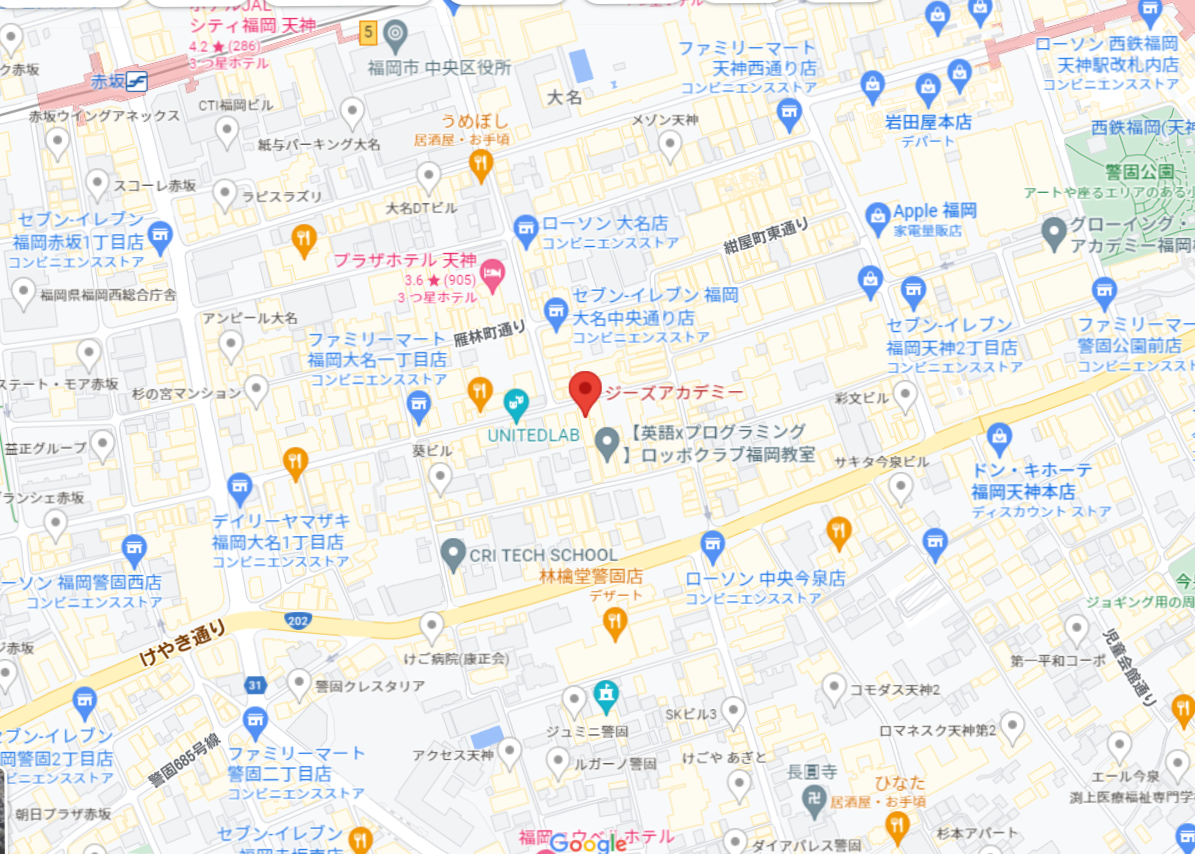 ホテルJAL
シティ福岡 天神
4.2 ★ (286)
3 つ星ホテル
5
福岡市 中央区役所
大名
ファミリーマート
天神西通り店
コンビニエンスストア
ローソン 西鉄福岡
天神駅改札内店
コンビニエンスストア
ク赤坂
赤坂
赤坂ウイングアネックス
CTI福岡ビル
紙与パーキング大名
うめぼし
居酒屋・お手頃
メゾン天神
岩田屋本店
デパート
西鉄福岡(天神
警固公園
アートや座るエリアのある
スコーレ赤坂
ラピスラズリ
大名DTビル
セブン-イレブン
福岡赤坂1丁目店
コンビニエンスストア
ローソン 大名店
コンビニエンスストア
紺屋町東通り
Apple 福岡
家電量販店
グローイング・
アカデミー福岡
プラザホテル 天神
3.6 ★ (905)
3 つ星ホテル
福岡県福岡西総合庁舎
セブン-イレブン 福岡
大名中央通り店
コンビニエンスストア
アンピール大名
雁林町通り
ファミリーマート
福岡大名一丁目店
コンビニエンスストア
セブン-イレブン
福岡天神2丁目店
コンビニエンスストア
ファミリーマー
警固公園前店
コンビニエンススト
ステート・モア赤坂
杉の宮マンション
ジーズアカデミー
彩文ビル
UNITEDLAB
【英語xプログラミング
】ロッボクラブ福岡教室
益正グループ
葵ビル
サキタ今泉ビル
ドン・キホーテ
福岡天神本店
ディスカウント ストア
ランシェ赤坂
デイリーヤマザキ
福岡大名1丁目店
コンビニエンスストア
CRI TECH SCHOOL
林檎堂警固店
デザート
ローソン 中央今泉店
コンビニエンスストア
ーソン 福岡警固西店
コンビニエンスストア
今
ジョギング用の周
202
けやき通り
けご病院(康正会)
児童会館通り
第一平和コーポ
ジ赤坂
31
警固クレスタリア
コモダス天神2
セブン-イレブン
岡警固2丁目店
ビニエンスストア
警固685号線
ファミリーマート
警固二丁目店
コンビニエンスストア
ジュミニ警固
SKビル3
ロマネスク天神第2
アクセス天神
ルガーノ警固
けごや あぎと
長圓寺
ひなた
居酒屋・お手頃
エール今泉
渕上医療福祉専門学
朝日プラザ赤坂
セブン-イレブン
Google
ダイアパレス警固
杉本アパート